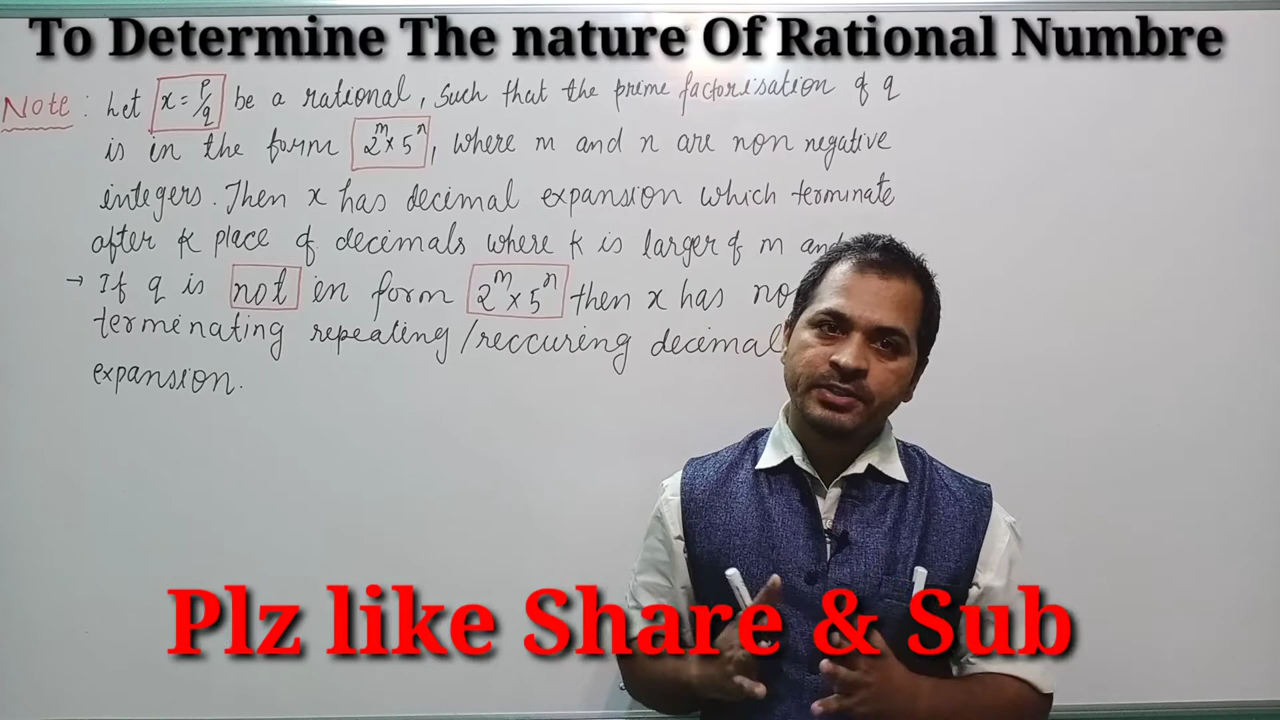 To Determine The nature Of Rational Numbre
Note : Let x = p/q be a rational, Such that the prime factorisation of q
is in the form 2^m × 5^n, where m and n are non negative
integers. Then x has decimal expansion which terminate
after k place of decimals where k is larger of m and
→ If q is not in form 2^m × 5^n then x has no
terminating repeating/reccuring decimal
expansion.
Plz like Share & Sub